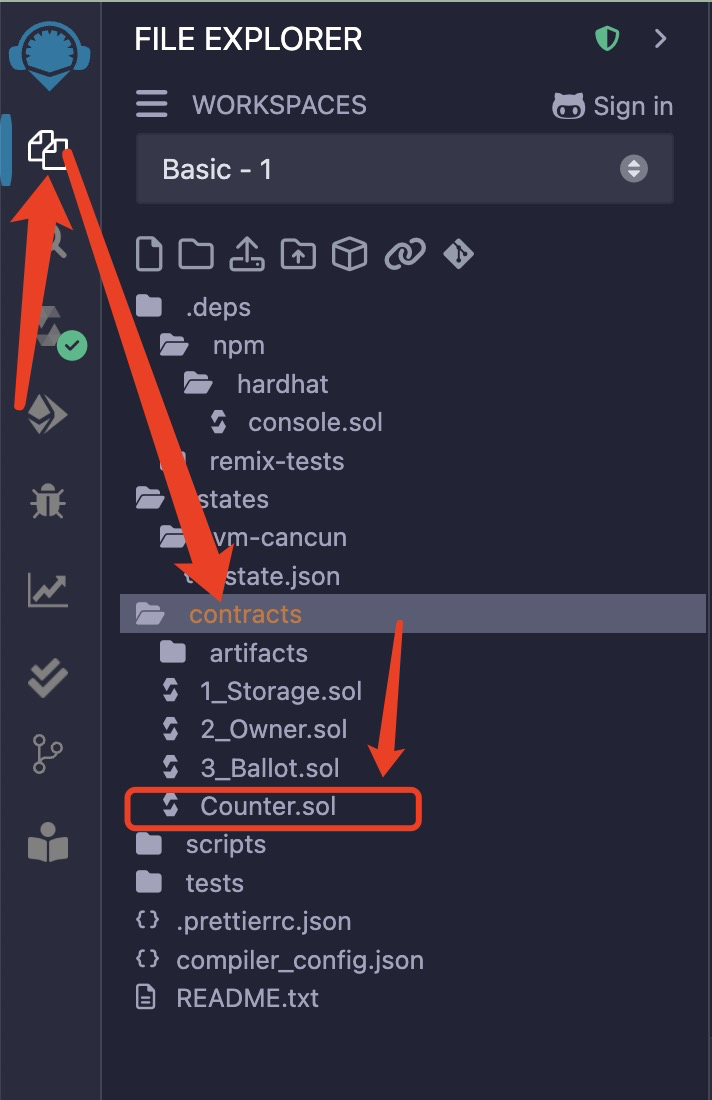 FILE EXPLORER
WORKSPACES
Sign in
Basic - 1
.deps
npm
hardhat
console.sol
remix-tests
states
vm-cancun
state.json
contracts
artifacts
1_Storage.sol
2_Owner.sol
3_Ballot.sol
Counter.sol
scripts
tests
.prettierrc.json
compiler_config.json
README.txt